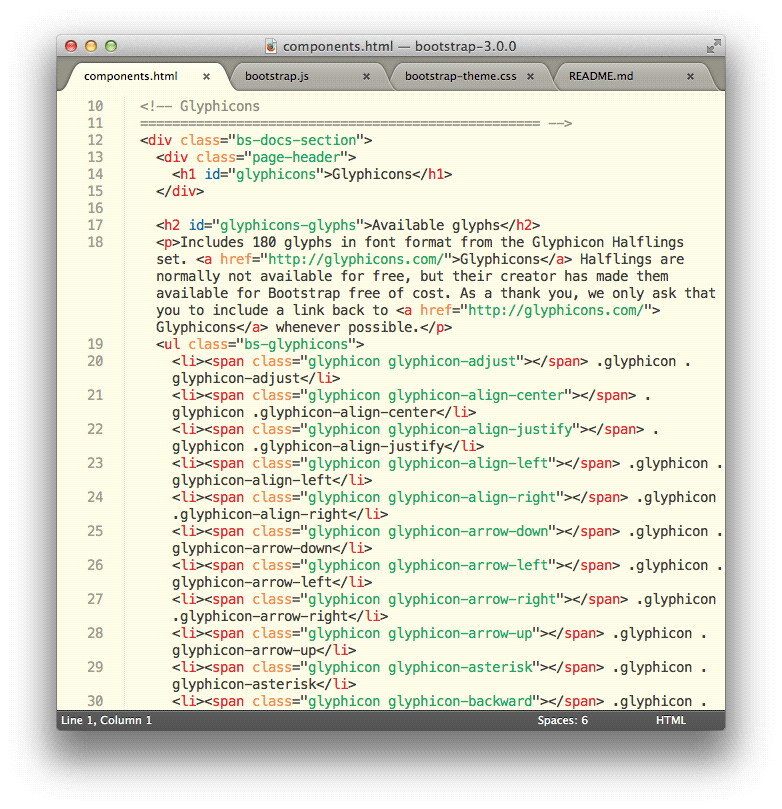 components.html — bootstrap-3.0.0
components.html × bootstrap.js × bootstrap-theme.css × README.md ×
10 <!-- Glyphicons
11 ================================================== -->
12 <div class="bs-docs-section">
13 <div class="page-header">
14 <h1 id="glyphicons">Glyphicons</h1>
15 </div>
16
17 <h2 id="glyphicons-glyphs">Available glyphs</h2>
18 <p>Includes 180 glyphs in font format from the Glyphicon Halflings
set. <a href="http://glyphicons.com/">Glyphicons</a> Halflings are
normally not available for free, but their creator has made them
available for Bootstrap free of cost. As a thank you, we only ask that
you to include a link back to <a href="http://glyphicons.com/">
Glyphicons</a> whenever possible.</p>
19 <ul class="bs-glyphicons">
20 <li><span class="glyphicon glyphicon-adjust"></span> .glyphicon .
glyphicon-adjust</li>
21 <li><span class="glyphicon glyphicon-align-center"></span> .
glyphicon .glyphicon-align-center</li>
22 <li><span class="glyphicon glyphicon-align-justify"></span> .
glyphicon .glyphicon-align-justify</li>
23 <li><span class="glyphicon glyphicon-align-left"></span> .glyphicon .
glyphicon-align-left</li>
24 <li><span class="glyphicon glyphicon-align-right"></span> .glyphicon
.glyphicon-align-right</li>
25 <li><span class="glyphicon glyphicon-arrow-down"></span> .glyphicon .
glyphicon-arrow-down</li>
26 <li><span class="glyphicon glyphicon-arrow-left"></span> .glyphicon .
glyphicon-arrow-left</li>
27 <li><span class="glyphicon glyphicon-arrow-right"></span> .glyphicon
.glyphicon-arrow-right</li>
28 <li><span class="glyphicon glyphicon-arrow-up"></span> .glyphicon .
glyphicon-arrow-up</li>
29 <li><span class="glyphicon glyphicon-asterisk"></span> .glyphicon .
glyphicon-asterisk</li>
30 <li><span class="glyphicon glyphicon-backward"></span> .glyphicon .
Line 1, Column 1 Spaces: 6 HTML